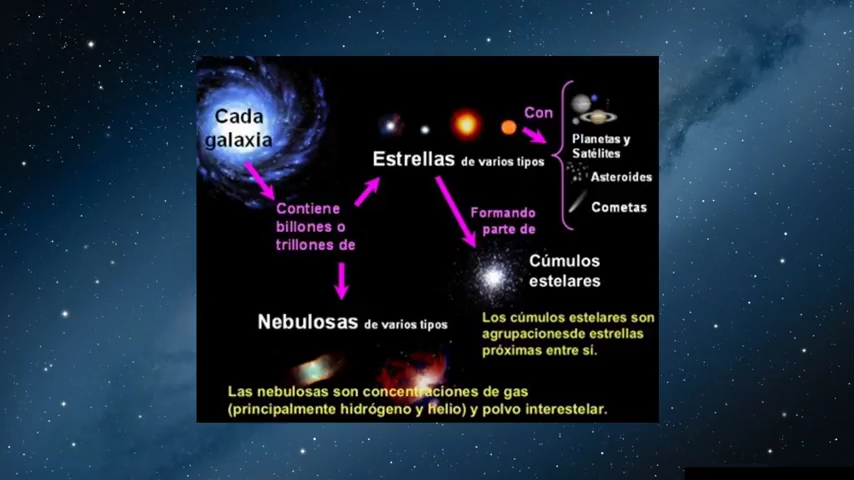 Cada
galaxia
Contiene
billones o
trillones de
Estrellas de varios tipos
Con
Planetas y
Satélites
Asteroides
Cometas
Formando
parte de
Cúmulos
estelares
Los cúmulos estelares son
agrupacionesde estrellas
próximas entre sí.
Nebulosas de varios tipos
Las nebulosas son concentraciones de gas
(principalmente hidrógeno y helio) y polvo interestelar.